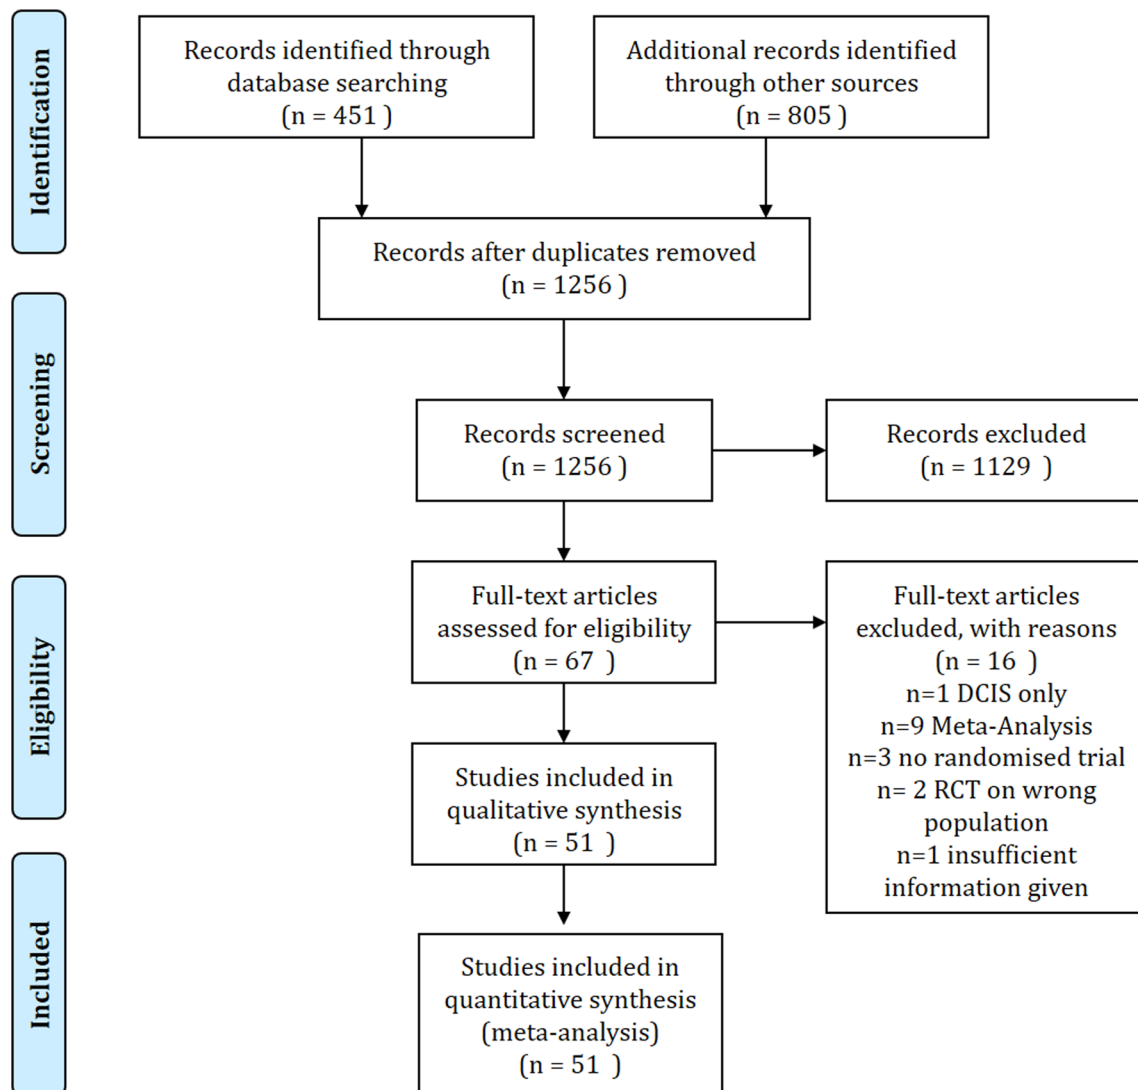 Identification
Records identified through
database searching
(n = 451 )
Additional records identified
through other sources
(n = 805 )
Records after duplicates removed
(n = 1256 )
Screening
Records screened
(n = 1256 )
Records excluded
(n = 1129 )
Eligibility
Full-text articles
assessed for eligibility
(n = 67 )
Full-text articles
excluded, with reasons
(n = 16 )
n=1 DCIS only
n=9 Meta-Analysis
n=3 no randomised trial
n= 2 RCT on wrong
population
n=1 insufficient
information given
Studies included in
qualitative synthesis
(n = 51 )
Included
Studies included in
quantitative synthesis
(meta-analysis)
(n = 51 )